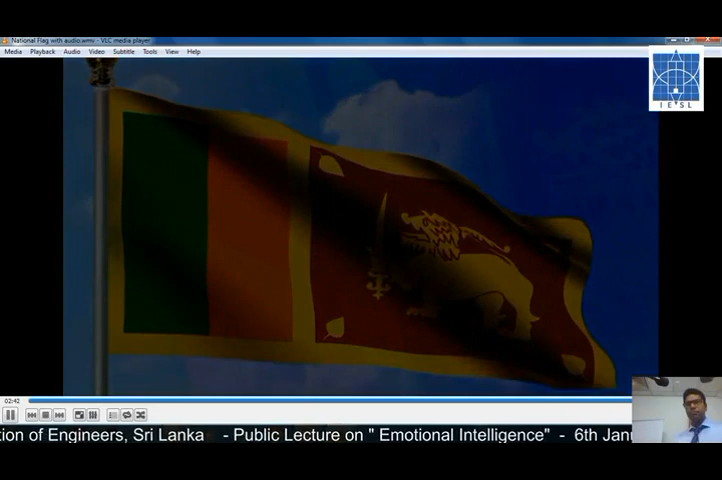 National Flag with audio.wmv - VLC media player
Media Playback Audio Video Subtitle Tools View Help
IESL
02:42
tion of Engineers, Sri Lanka - Public Lecture on " Emotional Intelligence" - 6th Janu